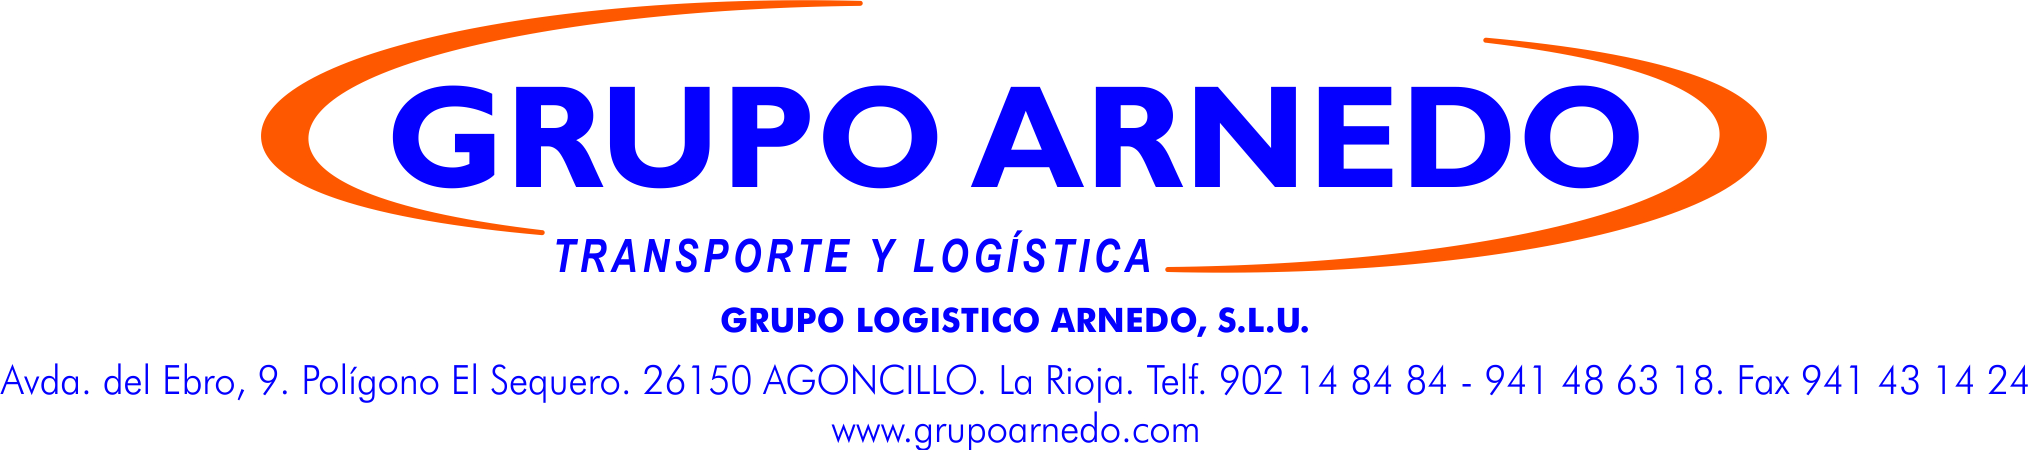 GRUPO ARNEDO
TRANSPORTE Y LOGÍSTICA
GRUPO LOGISTICO ARNEDO, S.L.U.
Avda. del Ebro, 9. Polígono El Sequero. 26150 AGONCILLO. La Rioja. Telf. 902 14 84 84 - 941 48 63 18. Fax 941 43 14 24
www.grupoarnedo.com